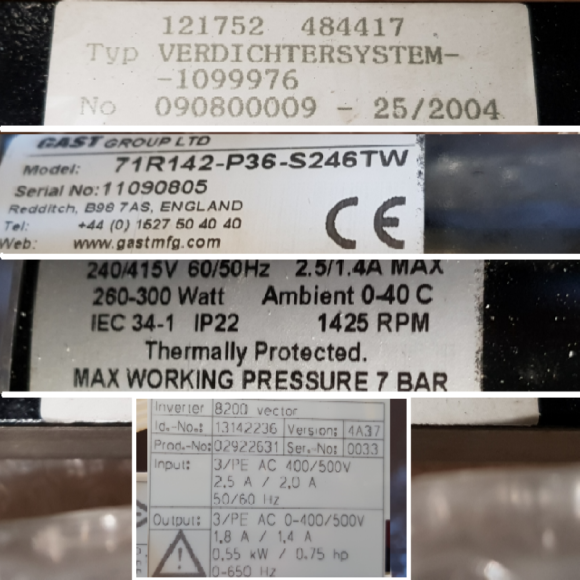 121752 484417
Typ VERDICHTERSYSTEM-
-1099976
No 090800009 - 25/2004
GAST GROUP LTD
Model: 71R142-P36-S246TW
Serial No: 11090805
Redditch, B98 7AS, ENGLAND
Tel: +44 (0) 1527 50 40 40
Web: www.gastmfg.com
CE
240/415V 60/50Hz 2.5/1.4A MAX
260-300 Watt Ambient 0-40 C
IEC 34-1 IP22 1425 RPM
Thermally Protected.
MAX WORKING PRESSURE 7 BAR
Inverter 8200 vector
Id.-No.: 13142236 Version: 4A37
Prod.-No: 02922631 Ser.-No: 0033
Input: 3/PE AC 400/500V
2,5 A / 2,0 A
50/60 Hz
Output: 3/PE AC 0-400/500V
1,8 A / 1,4 A
0,55 kW / 0.75 hp
0-650 Hz